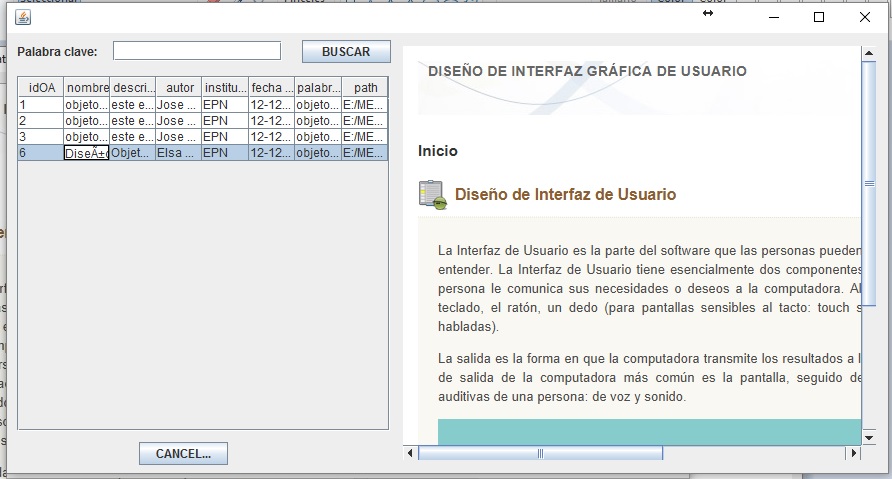 Palabra clave:
BUSCAR
idOA nombre descri... autor institu... fecha ... palabr... path
1 objeto... este e... Jose ... EPN 12-12... objeto... E:/ME...
2 objeto... este e... Jose ... EPN 12-12... objeto... E:/ME...
3 objeto... este e... Jose ... EPN 12-12... objeto... E:/ME...
6 DiseÃ±o Objet... Elsa ... EPN 12-12... objeto... E:/ME...
CANCEL...
DISEÑO DE INTERFAZ GRÁFICA DE USUARIO
Inicio
Diseño de Interfaz de Usuario
La Interfaz de Usuario es la parte del software que las personas pueden
entender. La Interfaz de Usuario tiene esencialmente dos componentes
persona le comunica sus necesidades o deseos a la computadora. Al
teclado, el ratón, un dedo (para pantallas sensibles al tacto: touch s
habladas).
La salida es la forma en que la computadora transmite los resultados a l
de salida de la computadora más común es la pantalla, seguido de
auditivas de una persona: de voz y sonido.